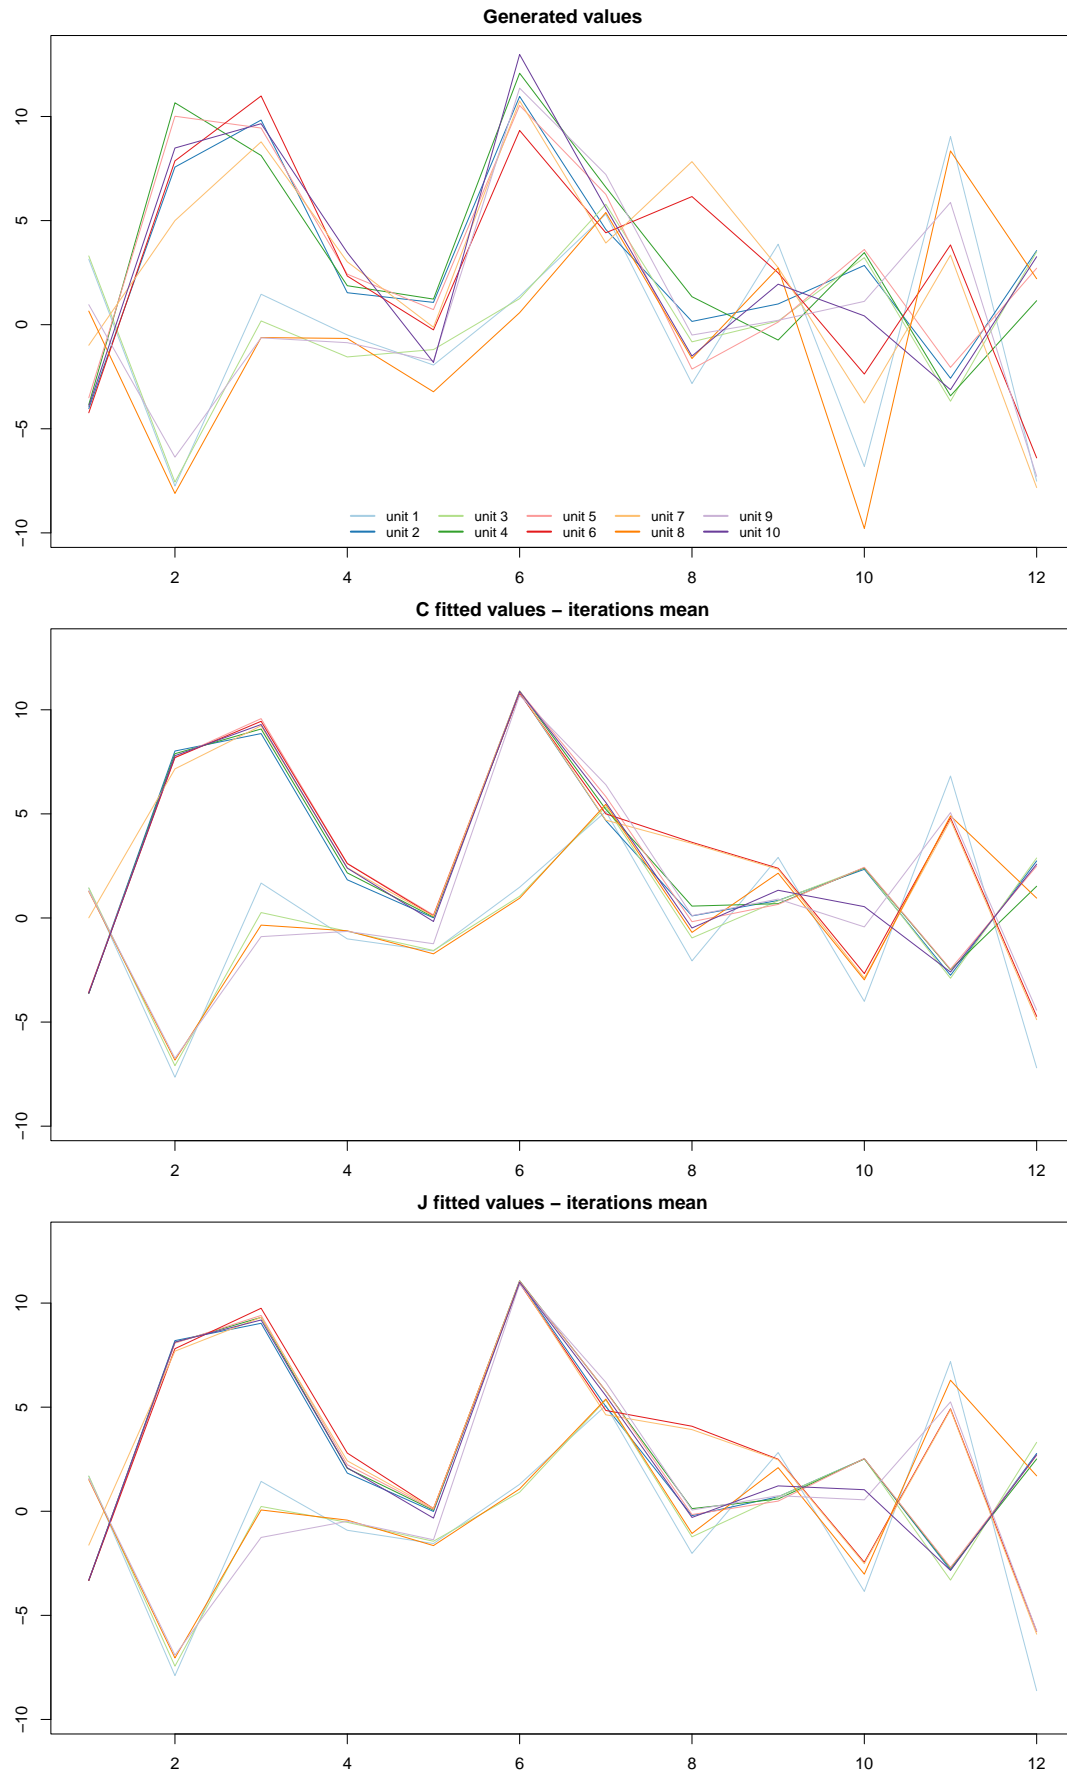 Generated values
10
5
0
−5
−10
unit 1 unit 3 unit 5 unit 7 unit 9
unit 2 unit 4 unit 6 unit 8 unit 10
2 4 6 8 10 12
C fitted values − iterations mean
10
5
0
−5
−10
2 4 6 8 10 12
J fitted values − iterations mean
10
5
0
−5
−10
2 4 6 8 10 12